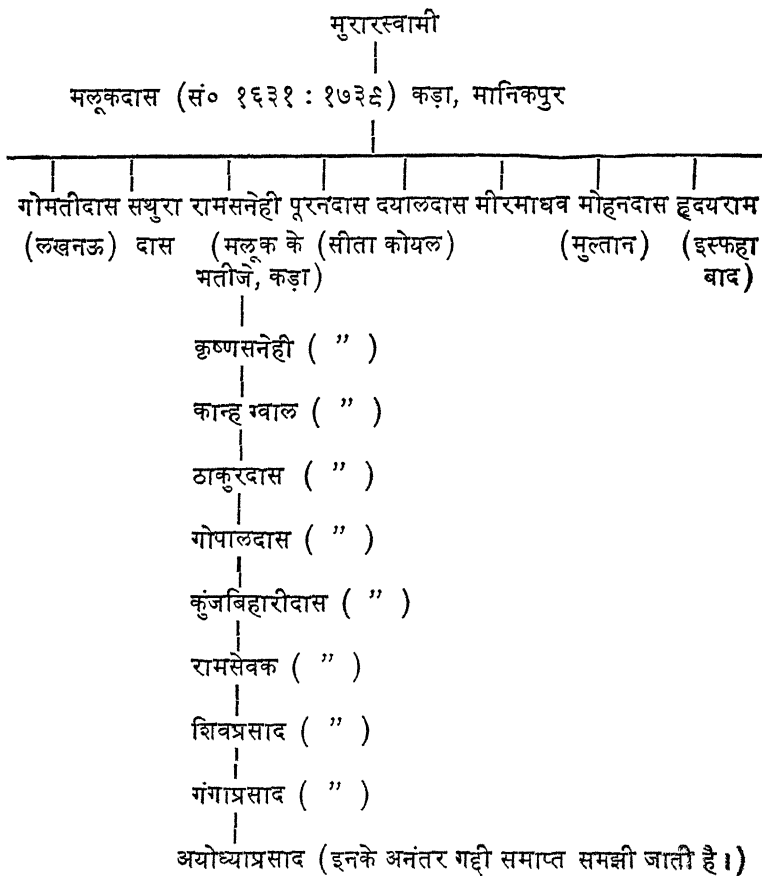 मुरारस्वामी
मलूकदास (सं० १६३१ : १७३९) कड़ा, मानिकपुर
गोमतीदास सथुरा रामसनेही पूरनदास दयालदास मीरमाधव मोहनदास हृदयराम
(लखनऊ) दास (मलूक के (सीता कोयल) (मुल्तान) (इस्फहा
भतीजे, कड़ा) बाद)
कृष्णसनेही ( ” )
कान्ह ग्वाल ( ” )
ठाकुरदास ( ” )
गोपालदास ( ” )
कुंजबिहारीदास ( ” )
रामसेवक ( ” )
शिवप्रसाद ( ” )
गंगाप्रसाद ( ” )
अयोध्याप्रसाद (इनके अनंतर गद्दी समाप्त समझी जाती है।)